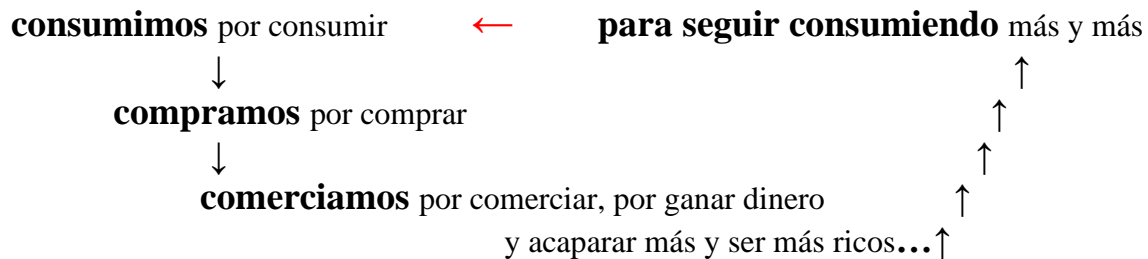 consumimos por consumir ← para seguir consumiendo más y más
↓ ↑
compramos por comprar ↑
↓ ↑
comerciamos por comerciar, por ganar dinero ↑
y acaparar más y ser más ricos...↑